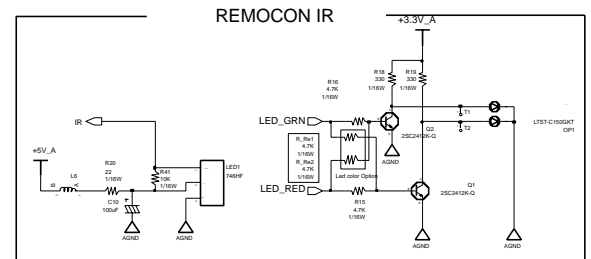 REMOCON IR
+3.3V_A
R18
330
1/16W
R19
330
1/16W
R16
4.7K
1/16W
LED_GRN
IR
T1
T2
LTST-C150GKT
OP1
Q2
2SC2412K-Q
R_Re1
4.7K
1/16W
R_Re2
4.7K
1/16W
Led color Option
AGND
+5V_A
L6
B
A
R20
22
1/16W
R41
10K
1/16W
LED1
746HF
LED_RED
Q1
2SC2412K-Q
C10
100uF
R15
4.7K
1/16W
AGND
AGND
AGND
AGND